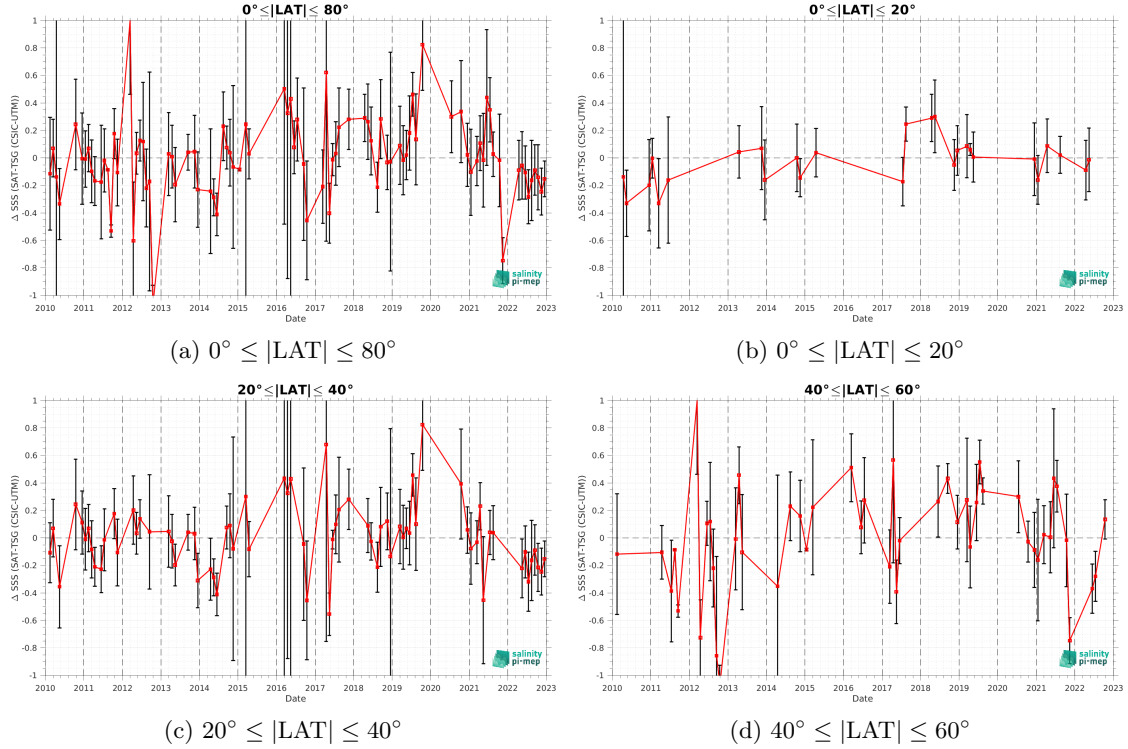 0°≤|LAT|≤ 80°
Δ SSS (SAT-TSG (CSIC-UTM))
1
0.8
0.6
0.4
0.2
0
-0.2
-0.4
-0.6
-0.8
-1
salinity
pi-mep
2010 2011 2012 2013 2014 2015 2016 2017 2018 2019 2020 2021 2022 2023
Date
(a) 0° ≤ |LAT| ≤ 80°
0°≤|LAT|≤ 20°
Δ SSS (SAT-TSG (CSIC-UTM))
1
0.8
0.6
0.4
0.2
0
-0.2
-0.4
-0.6
-0.8
-1
salinity
pi-mep
2010 2011 2012 2013 2014 2015 2016 2017 2018 2019 2020 2021 2022 2023
Date
(b) 0° ≤ |LAT| ≤ 20°
20°≤|LAT|≤ 40°
Δ SSS (SAT-TSG (CSIC-UTM))
1
0.8
0.6
0.4
0.2
0
-0.2
-0.4
-0.6
-0.8
-1
salinity
pi-mep
2010 2011 2012 2013 2014 2015 2016 2017 2018 2019 2020 2021 2022 2023
Date
(c) 20° ≤ |LAT| ≤ 40°
40°≤|LAT|≤ 60°
Δ SSS (SAT-TSG (CSIC-UTM))
1
0.8
0.6
0.4
0.2
0
-0.2
-0.4
-0.6
-0.8
-1
salinity
pi-mep
2010 2011 2012 2013 2014 2015 2016 2017 2018 2019 2020 2021 2022 2023
Date
(d) 40° ≤ |LAT| ≤ 60°